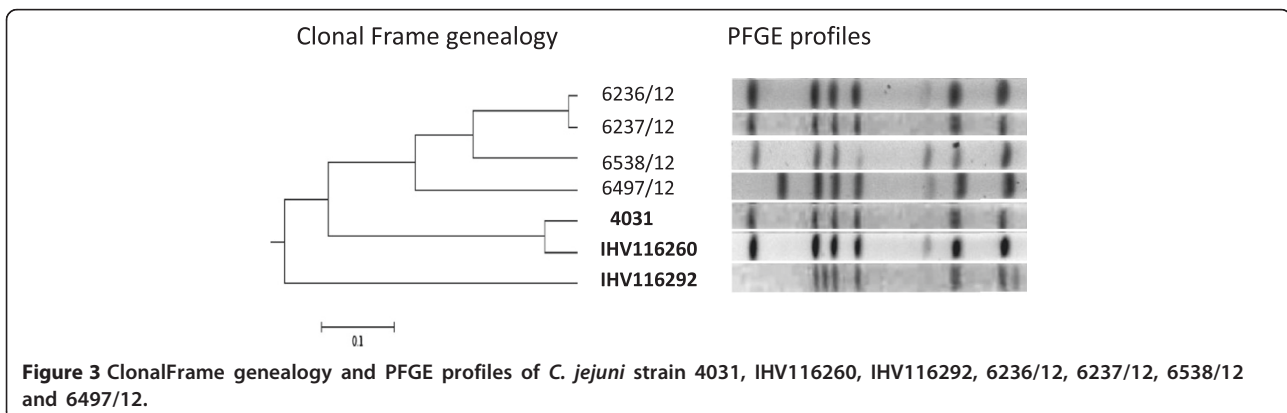 Clonal Frame genealogy PFGE profiles
6236/12
6237/12
6538/12
6497/12
4031
IHV116260
IHV116292
0.1
Figure 3 ClonalFrame genealogy and PFGE profiles of C. jejuni strain 4031, IHV116260, IHV116292, 6236/12, 6237/12, 6538/12
and 6497/12.